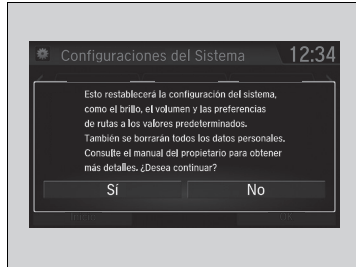 Configuraciones del Sistema 12:34
Esto restablecerá la configuración del sistema,
como el brillo, el volumen y las preferencias
de rutas a los valores predeterminados.
También se borrarán todos los datos personales.
Consulte el manual del propietario para obtener
más detalles. ¿Desea continuar?
Sí No
Inicio OK